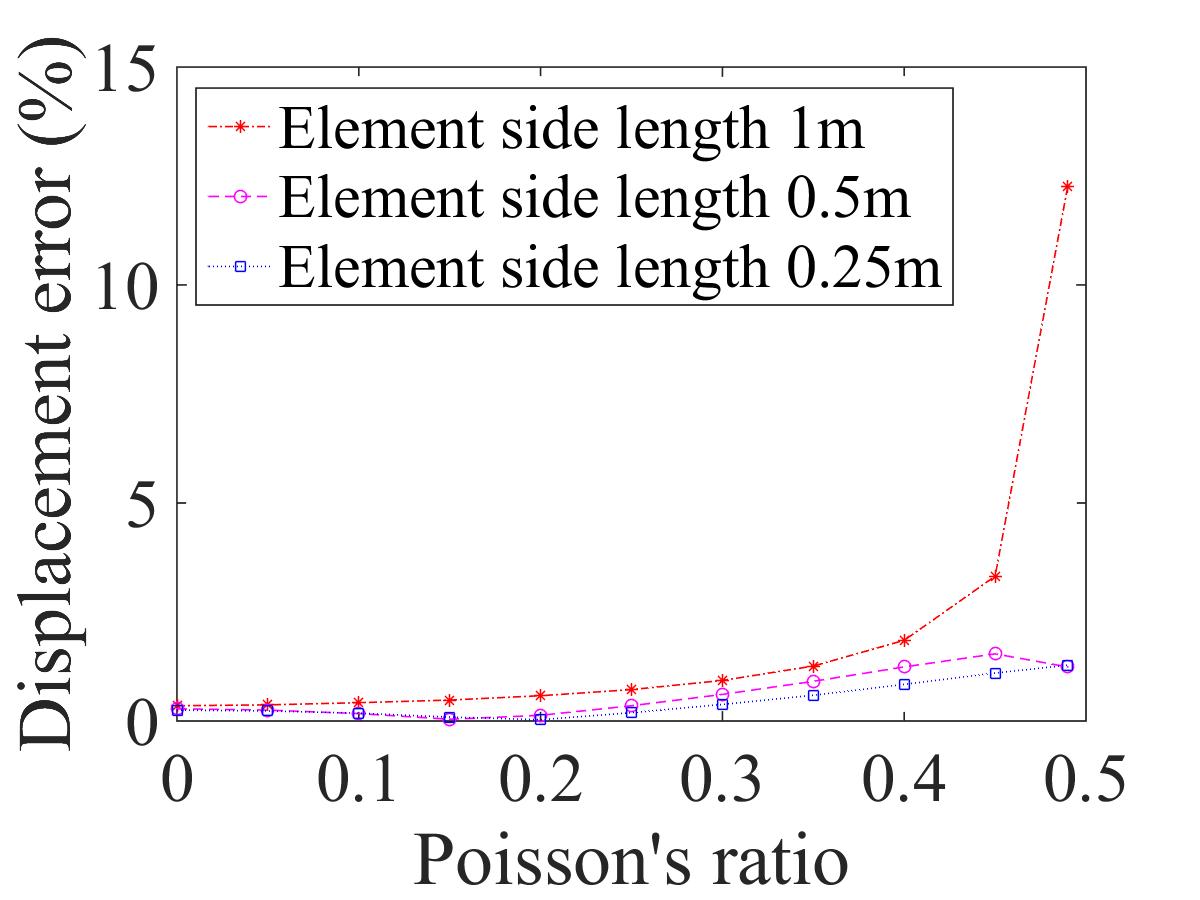 Displacement error (%)
15
10
5
0
Element side length 1m
Element side length 0.5m
Element side length 0.25m
0 0.1 0.2 0.3 0.4 0.5
Poisson's ratio